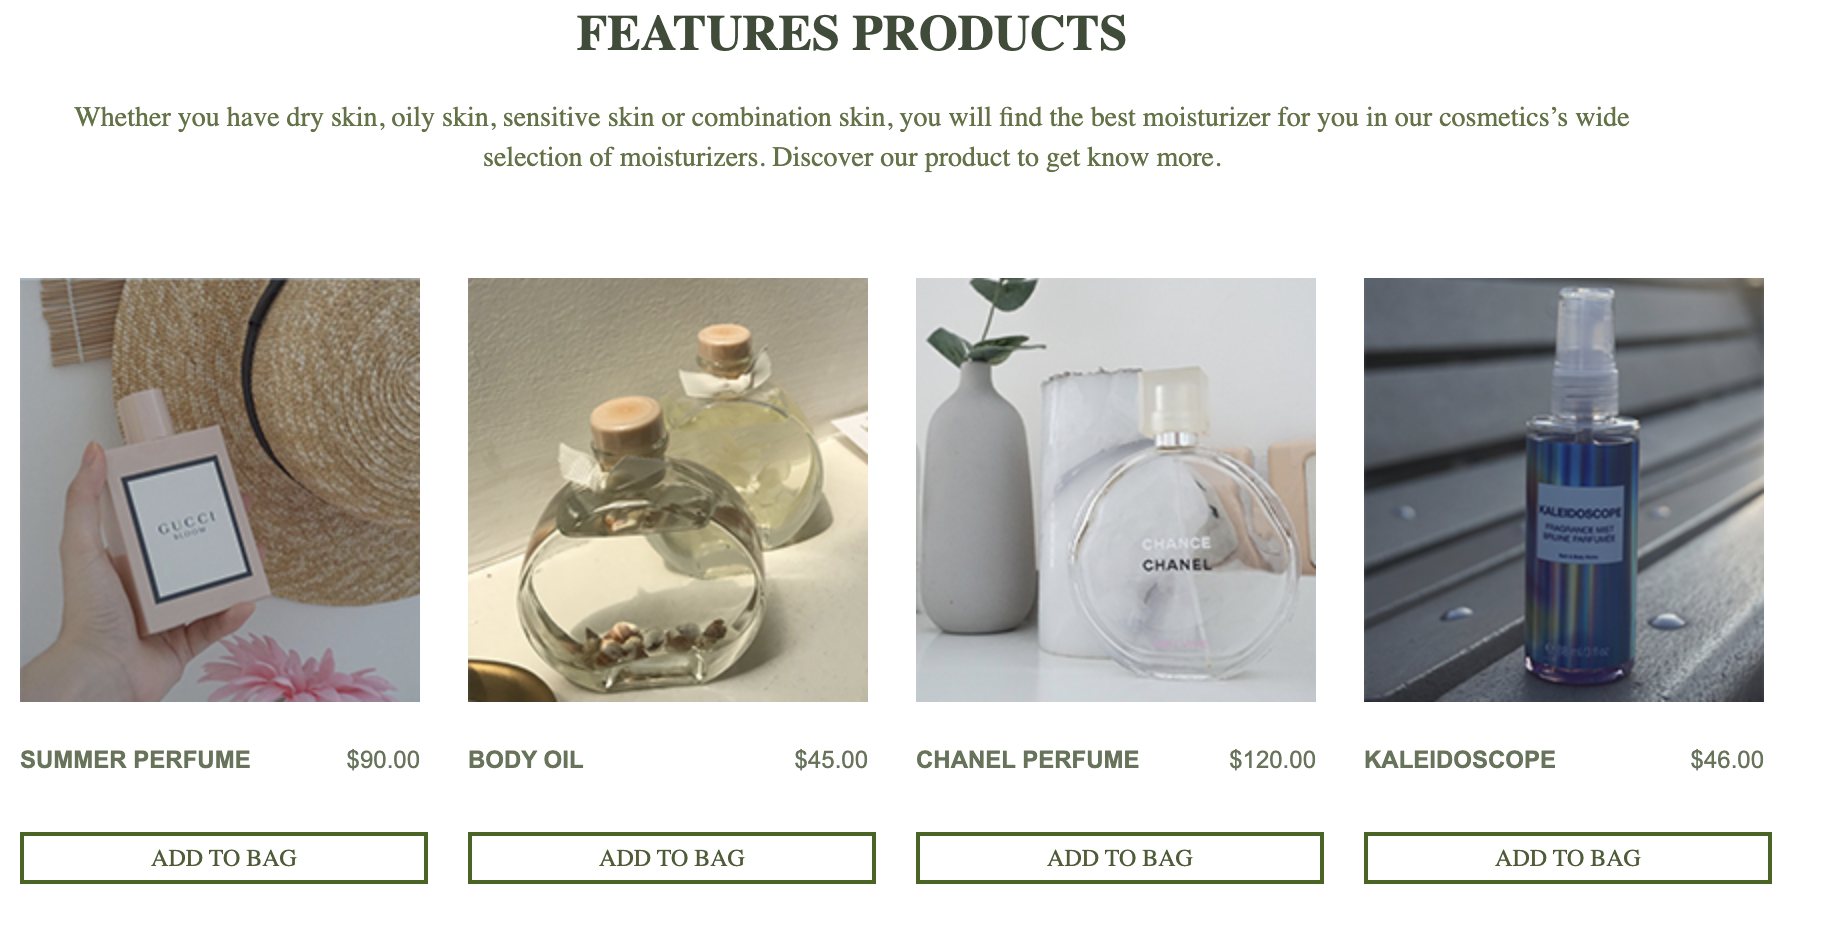 FEATURES PRODUCTS
Whether you have dry skin, oily skin, sensitive skin or combination skin, you will find the best moisturizer for you in our cosmetics’s wide
selection of moisturizers. Discover our product to get know more.
GUCCI
BLOOM
CHANCE
CHANEL
KALEIDOSCOPE
FRAGRANCE MIST
BRUME PARFUMÉE
SUMMER PERFUME $90.00
BODY OIL $45.00
CHANEL PERFUME $120.00
KALEIDOSCOPE $46.00
ADD TO BAG
ADD TO BAG
ADD TO BAG
ADD TO BAG